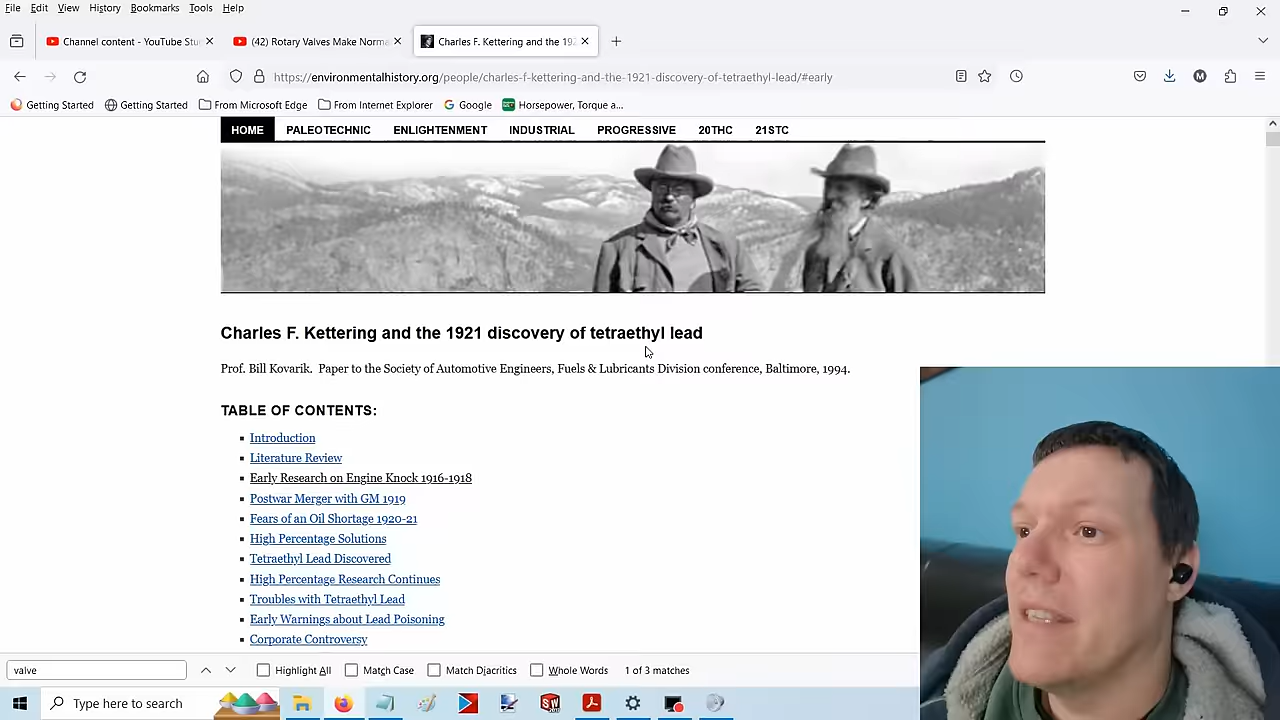 File Edit View History Bookmarks Tools Help
Channel content - YouTube Stu
(42) Rotary Valves Make Norma
Charles F. Kettering and the 192
https://environmentalhistory.org/people/charles-f-kettering-and-the-1921-discovery-of-tetraethyl-lead/#early
M
Getting Started Getting Started From Microsoft Edge From Internet Explorer Google Horsepower, Torque a...
HOME PALEOTECHNIC ENLIGHTENMENT INDUSTRIAL PROGRESSIVE 20THC 21STC
Charles F. Kettering and the 1921 discovery of tetraethyl lead
Prof. Bill Kovarik. Paper to the Society of Automotive Engineers, Fuels & Lubricants Division conference, Baltimore, 1994.
TABLE OF CONTENTS:
Introduction
Literature Review
Early Research on Engine Knock 1916-1918
Postwar Merger with GM 1919
Fears of an Oil Shortage 1920-21
High Percentage Solutions
Tetraethyl Lead Discovered
High Percentage Research Continues
Troubles with Tetraethyl Lead
Early Warnings about Lead Poisoning
Corporate Controversy
valve Highlight All Match Case Match Diacritics Whole Words 1 of 3 matches
Type here to search